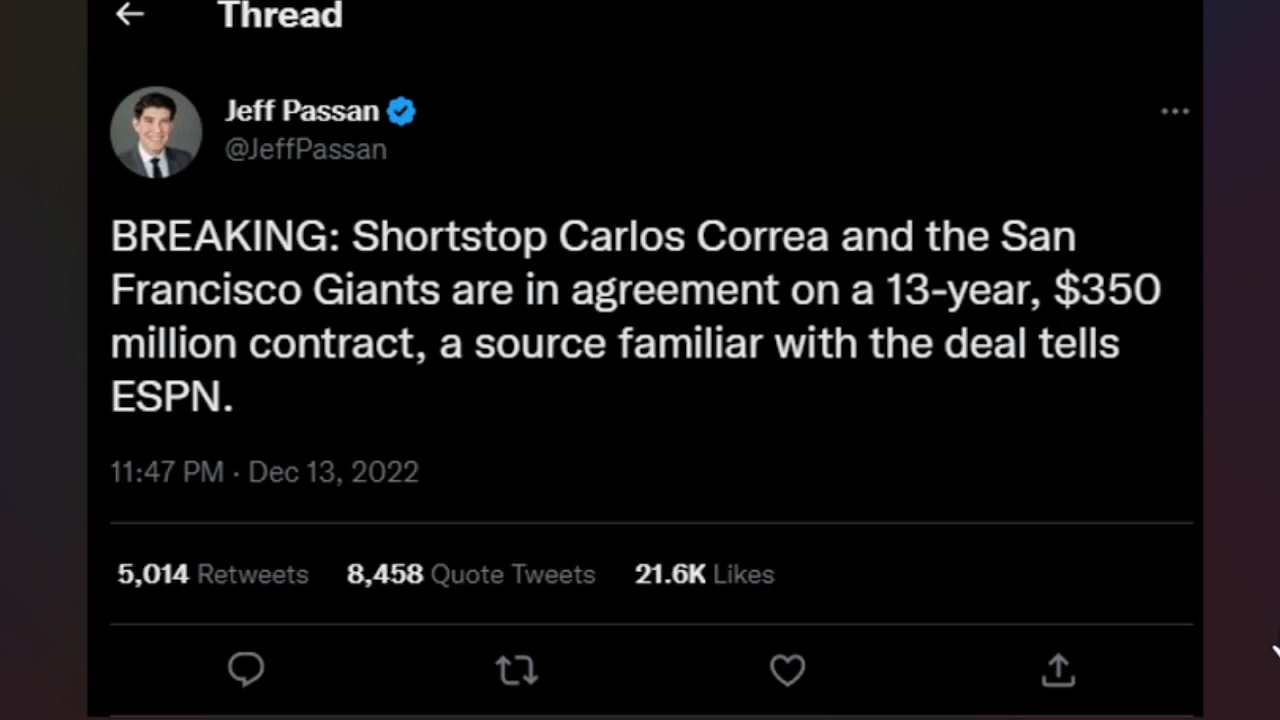 Thread
Jeff Passan
@JeffPassan
BREAKING: Shortstop Carlos Correa and the San
Francisco Giants are in agreement on a 13-year, $350
million contract, a source familiar with the deal tells
ESPN.
11:47 PM · Dec 13, 2022
5,014 Retweets 8,458 Quote Tweets 21.6K Likes